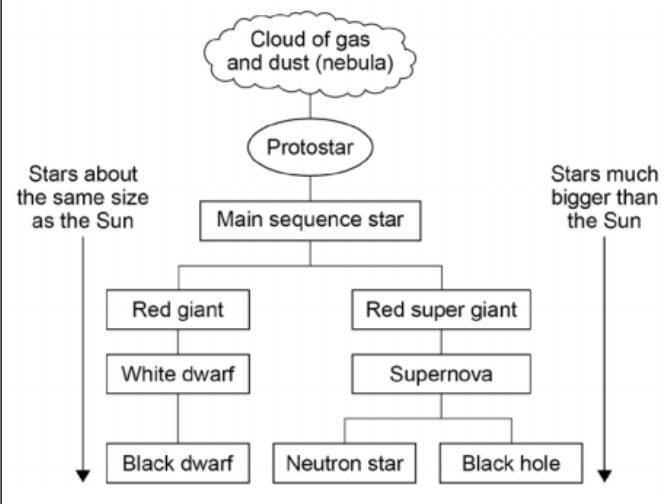 Cloud of gas
and dust (nebula)
Protostar
Stars about
the same size
as the Sun
Stars much
bigger than
the Sun
Main sequence star
Red giant
Red super giant
White dwarf
Supernova
Black dwarf
Neutron star
Black hole